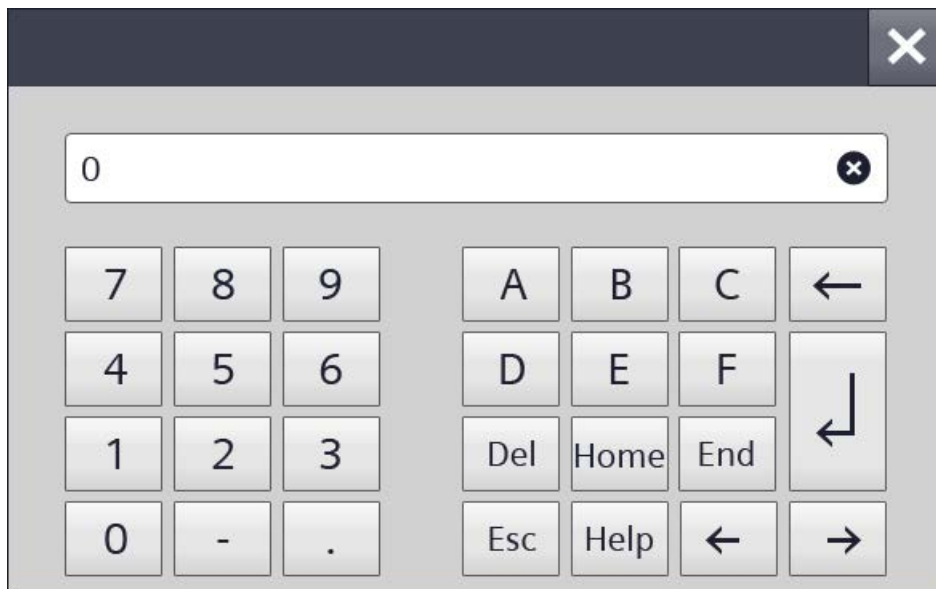 0
7 8 9 A B C ←
4 5 6 D E F ↵
1 2 3 Del Home End
0 - . Esc Help ← →